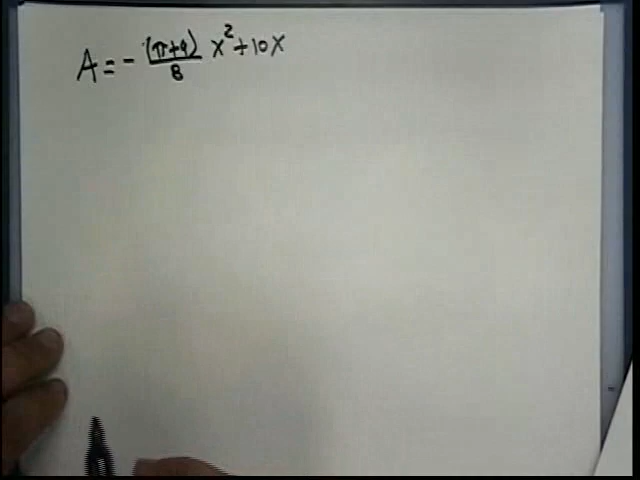 A = - (π+4)/8 x² + 10x